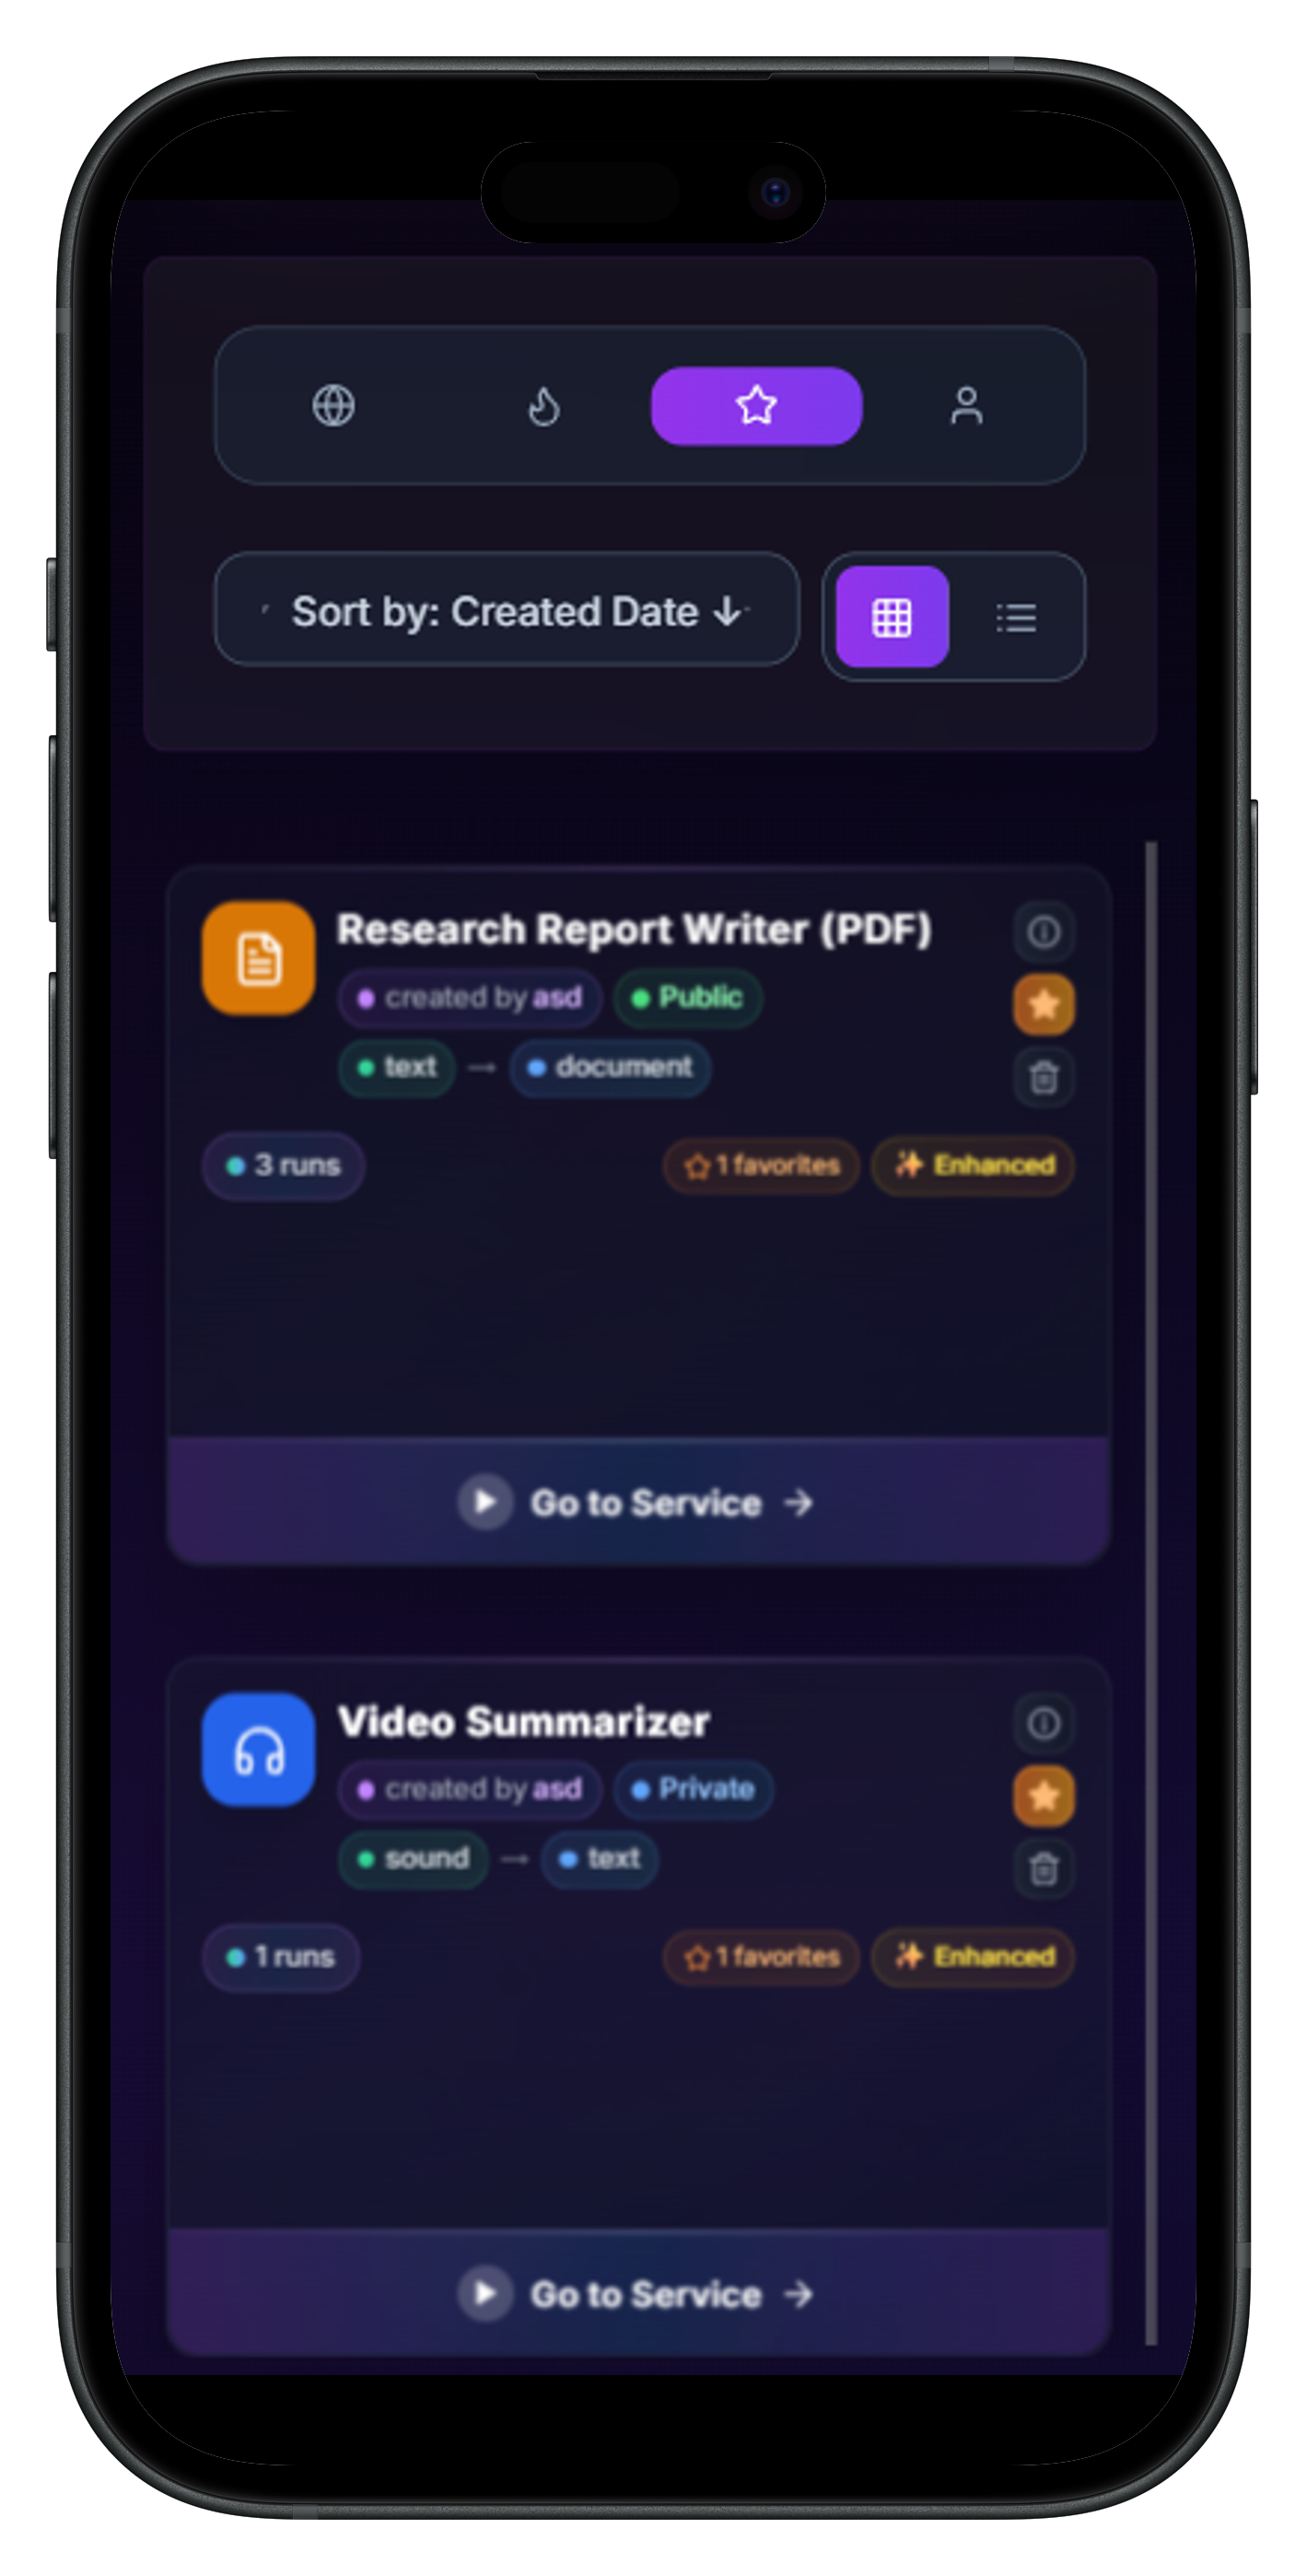 Sort by: Created Date ↓
Research Report Writer (PDF)
created by asd Public
text → document
3 runs 1 favorites Enhanced
Go to Service →
Video Summarizer
created by asd Private
sound → text
1 runs 1 favorites Enhanced
Go to Service →